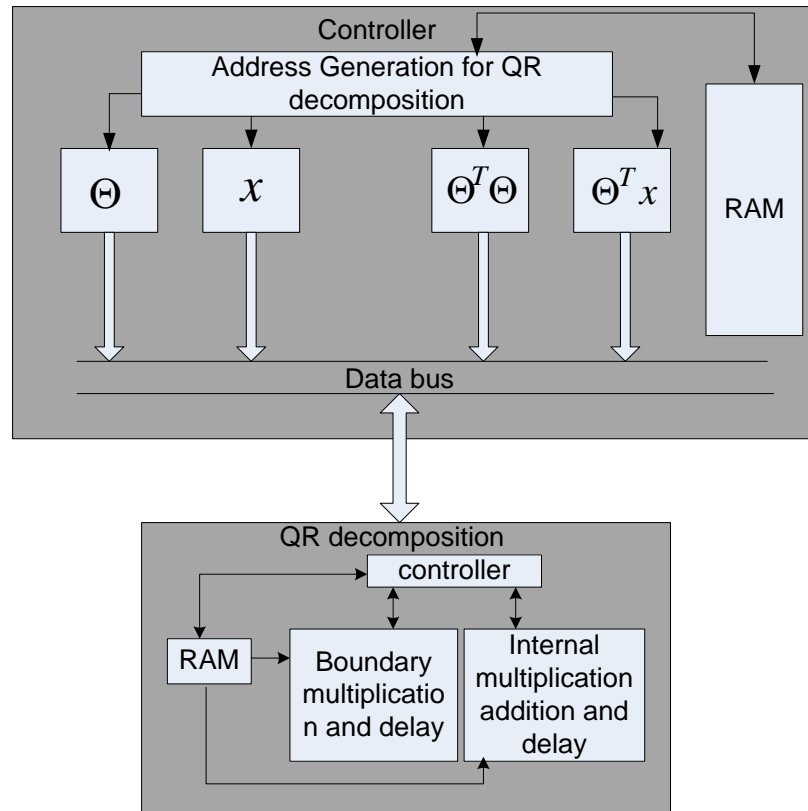 Controller
Address Generation for QR
decomposition
Θ
x
Θ^T Θ
Θ^T x
RAM
Data bus
QR decomposition
controller
RAM
Boundary
multiplicatio
n and delay
Internal
multiplication
addition and
delay